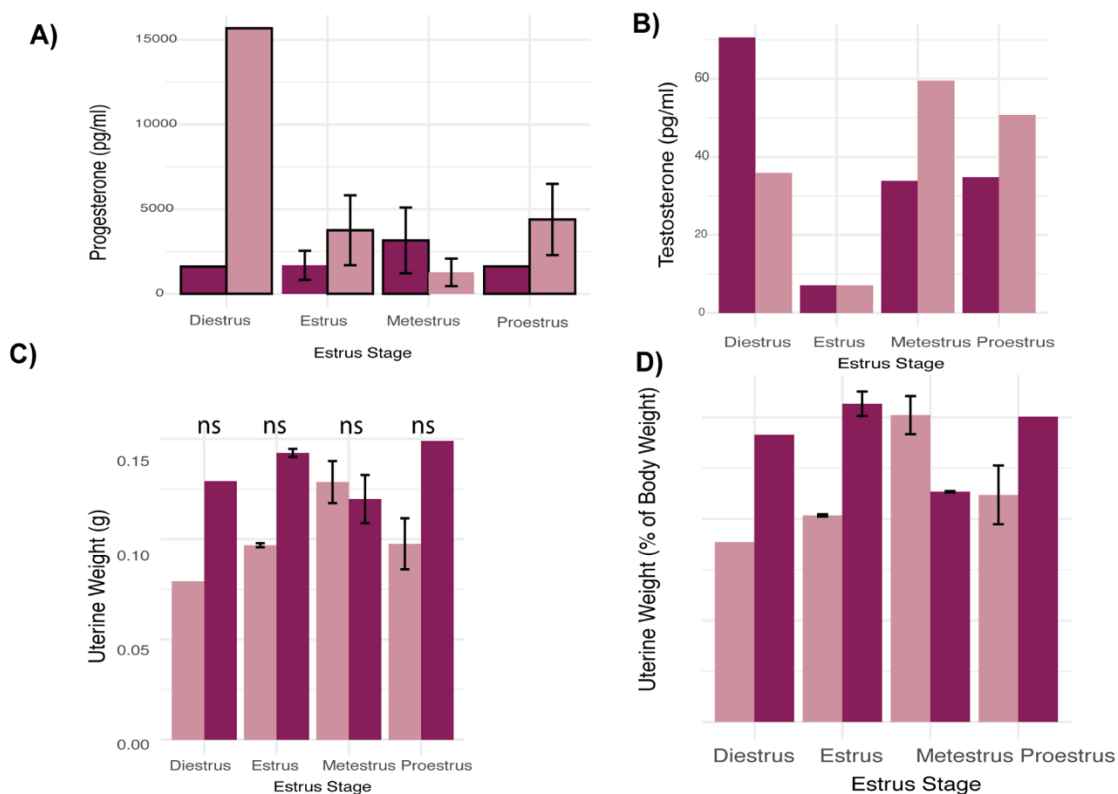 A)
Progesterone (pg/ml)
15000
10000
5000
0
Diestrus Estrus Metestrus Proestrus
Estrus Stage
B)
Testosterone (pg/ml)
60
40
20
0
Diestrus Estrus Metestrus Proestrus
Estrus Stage
C)
Uterine Weight (g)
ns ns ns ns
0.15
0.10
0.05
0.00
Diestrus Estrus Metestrus Proestrus
Estrus Stage
D)
Uterine Weight (% of Body Weight)
Diestrus Estrus Metestrus Proestrus
Estrus Stage